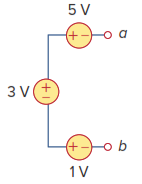 5 V
+ − a
3 V + −
+ − b
1 V